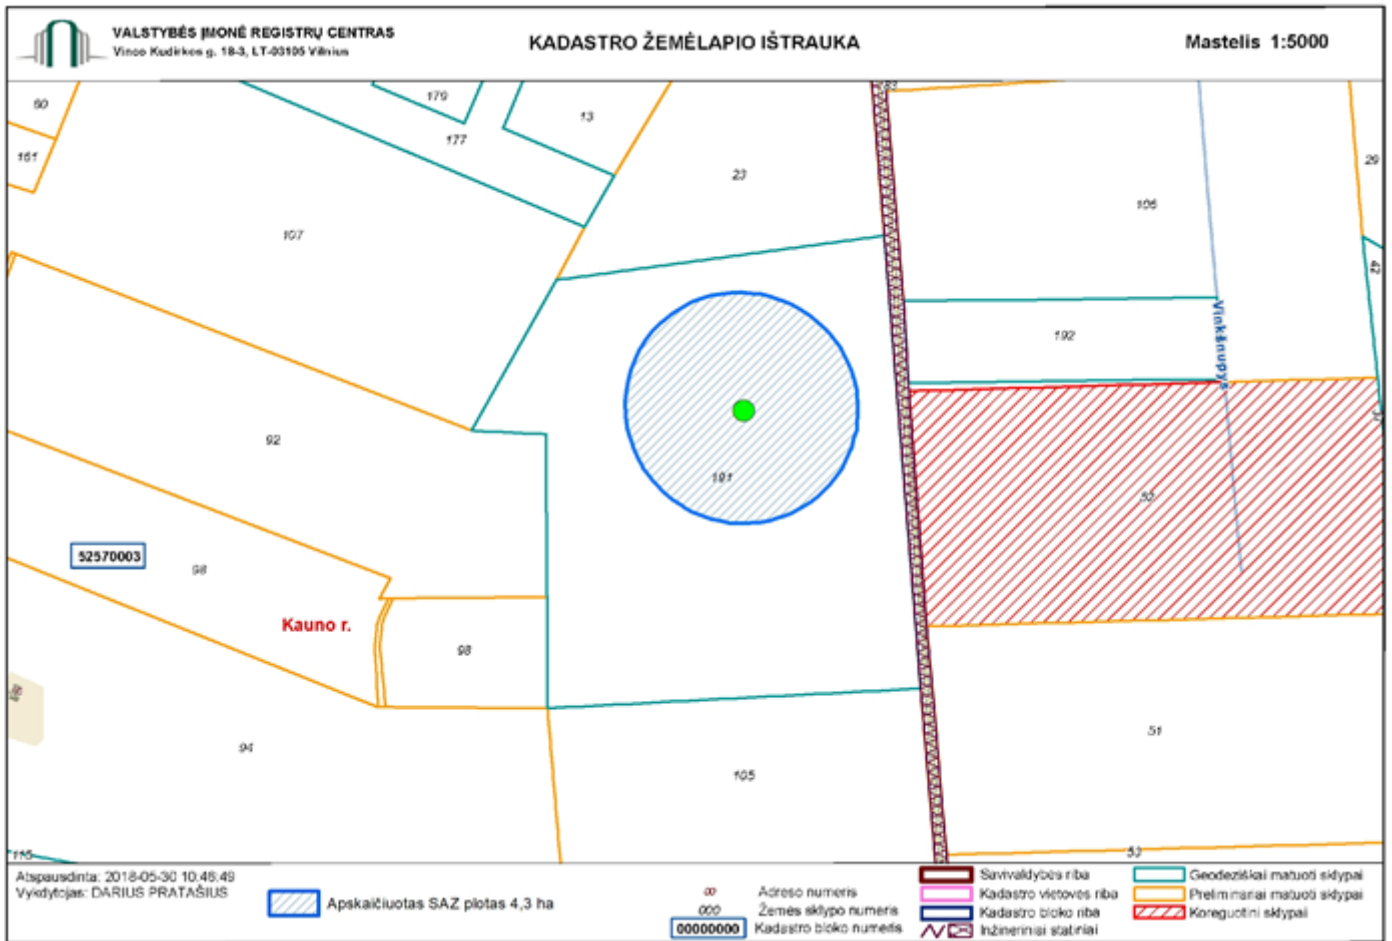 VALSTYBĖS ĮMONĖ REGISTRŲ CENTRAS
Vinco Kudirkos g. 18-3, LT-03105 Vilnius
KADASTRO ŽEMĖLAPIO IŠTRAUKA
Mastelis 1:5000
60
179
13
177
161
23
29
106
107
42
192
Vinkšnupys
92
191
52
52570003
98
Kauno r.
98
94
105
51
53
115
Atspausdinta: 2018-05-30 10:46:49
Vykdytojas: DARIUS PRATAŠIUS
Apskaičiuotas SAZ plotas 4,3 ha
00 Adreso numeris
000 Žemės sklypo numeris
00000000 Kadastro bloko numeris
Savivaldybės riba
Kadastro vietovės riba
Kadastro bloko riba
Inžineriniai statiniai
Geodeziškai matuoti sklypai
Preliminariai matuoti sklypai
Koreguotini sklypai